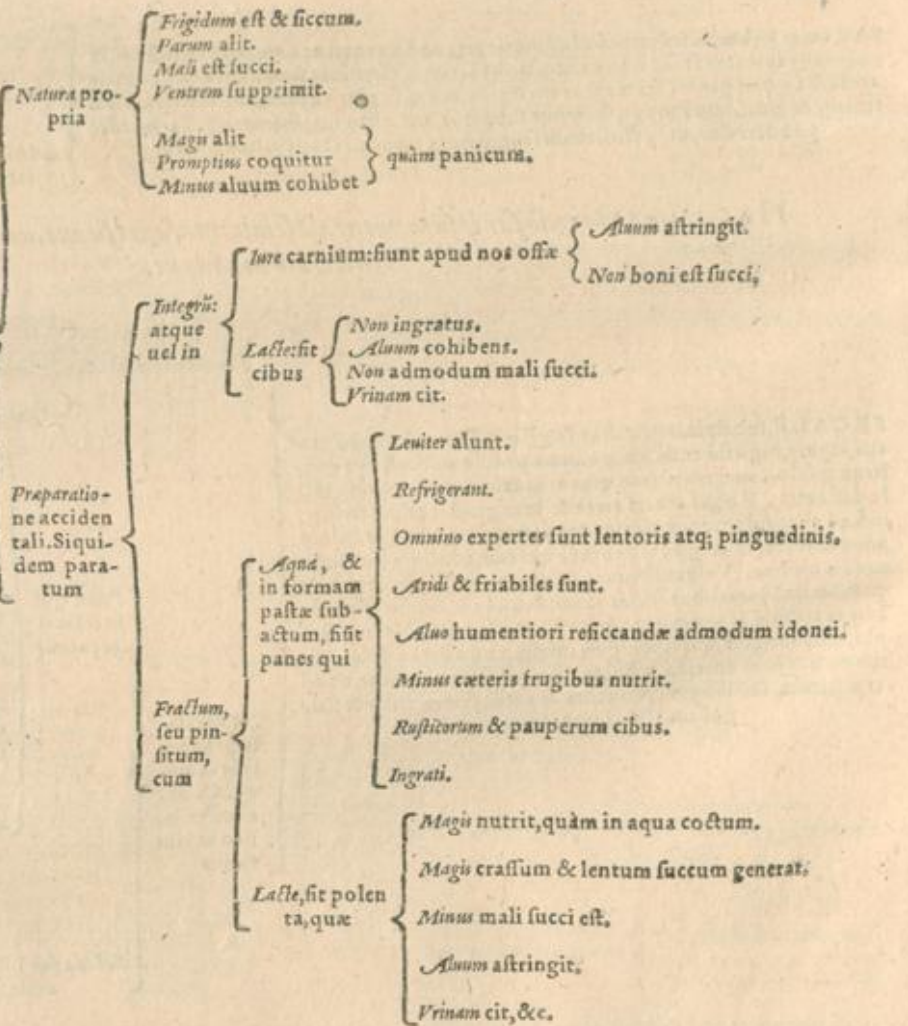 Natura pro-
pria
Frigidum eſt & ſiccum.
Parum alit.
Mali eſt ſucci.
Ventrem ſupprimit.
Magis alit
Promptius coquitur
Minus aluum cohibet
quàm panicum.
Præparatio-
ne acciden
tali. Siqui-
dem para-
tum
Integrū:
atque
uel in
Iure carnium: fiunt apud nos offæ
Aluum aſtringit.
Non boni eſt ſucci,
Lacte: fit
cibus
Non ingratus.
Aluum cohibens.
Non admodum mali ſucci.
Vrinam cit.
Fractum,
ſeu pin-
ſitum,
cum
Aqua, &
in formam
paſtæ ſub-
actum, fiũt
panes qui
Leuiter alunt.
Refrigerant.
Omnino expertes ſunt lentoris atq; pinguedinis.
Aridi & friabiles ſunt.
Aluo humentiori reſiccandæ admodum idonei.
Minus cæteris frugibus nutrit.
Ruſticorum & pauperum cibus.
Ingrati.
Lacte, fit polen
ta, quæ
Magis nutrit, quàm in aqua coctum.
Magis craſſum & lentum ſuccum generat.
Minus mali ſucci eſt.
Aluum aſtringit.
Vrinam cit, &c.